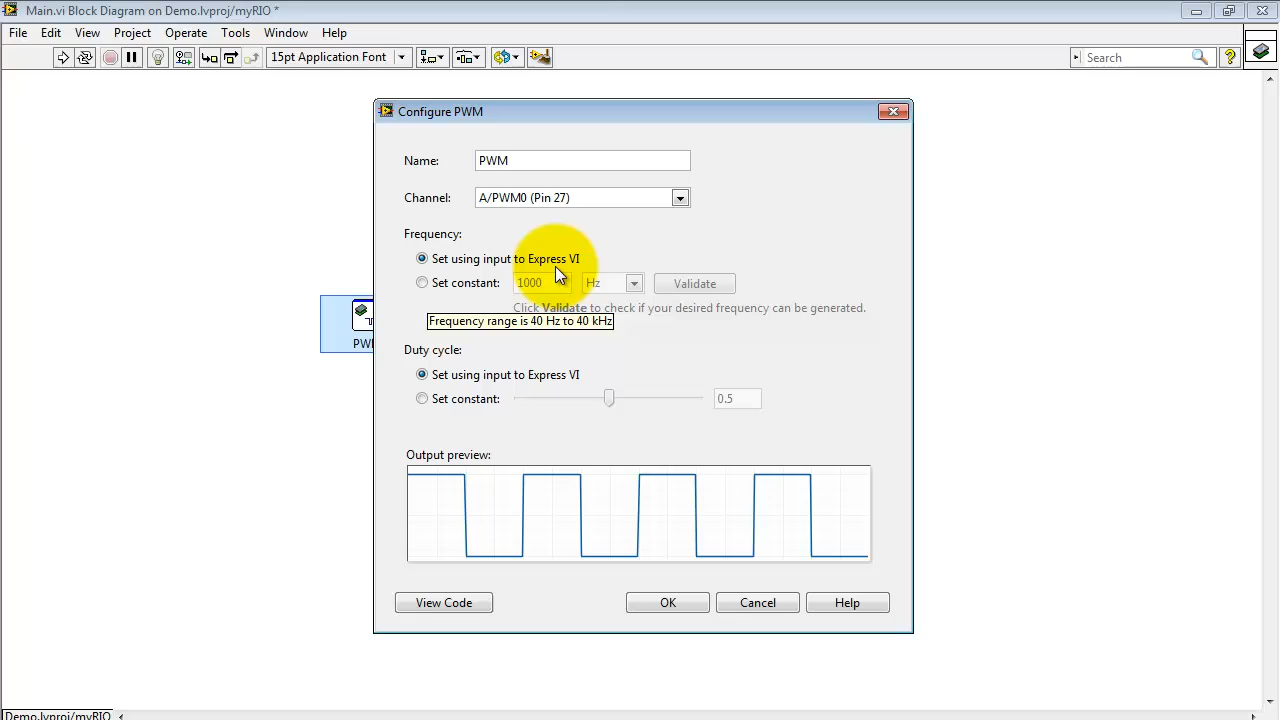 Main.vi Block Diagram on Demo.lvproj/myRIO *
File Edit View Project Operate Tools Window Help
15pt Application Font
Search
?
Configure PWM
Name: PWM
Channel: A/PWM0 (Pin 27)
Frequency:
Set using input to Express VI
Set constant: 1000 Hz Validate
Click Validate to check if your desired frequency can be generated.
Frequency range is 40 Hz to 40 kHz
Duty cycle:
Set using input to Express VI
Set constant: 0.5
Output preview:
View Code OK Cancel Help
Demo.lvproj/myRIO